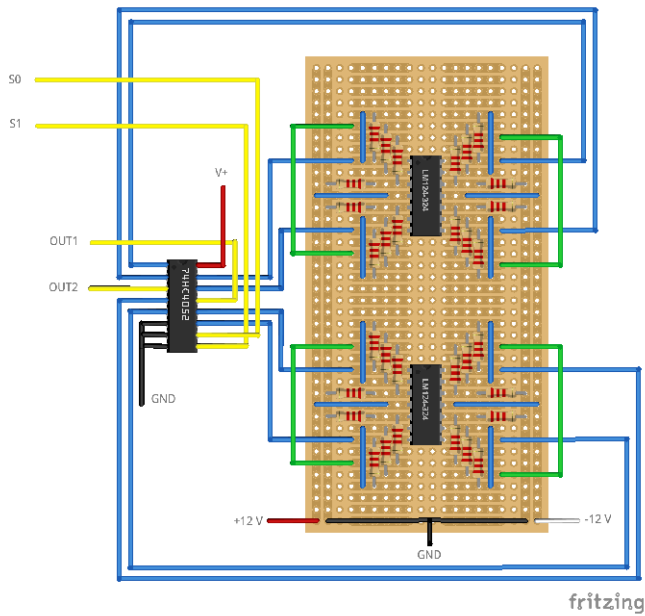 S0
S1
V+
OUT1
OUT2
74HC4052
GND
LM124-324
LM124-324
+12 V
-12 V
GND
fritzing